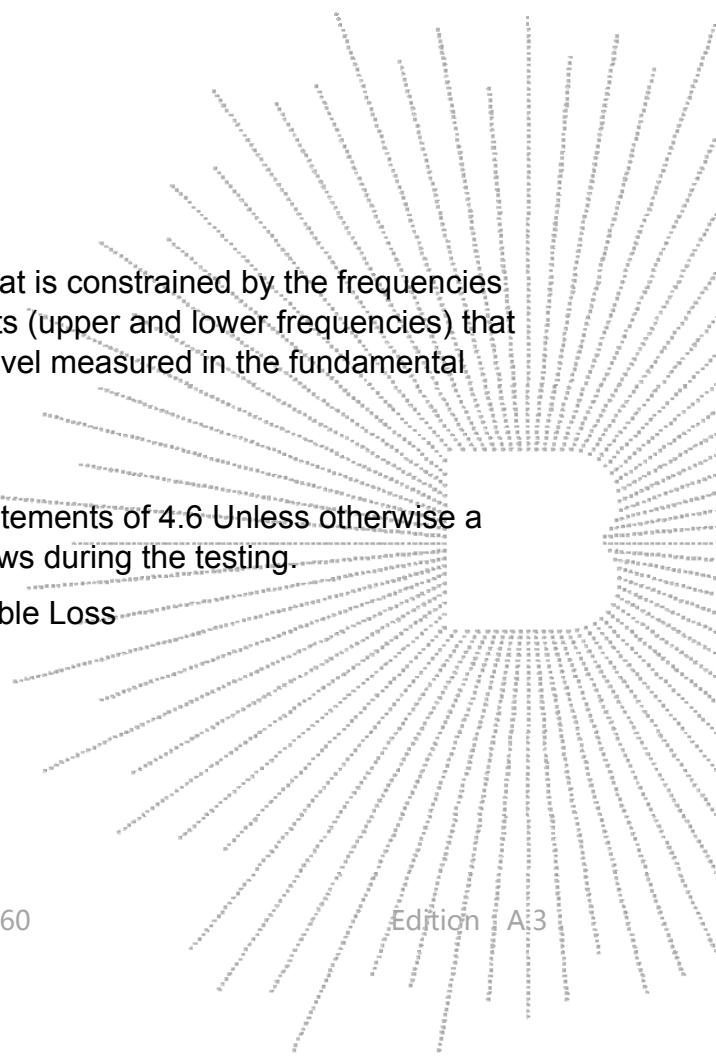 at is constrained by the frequencies
ts (upper and lower frequencies) that
vel measured in the fundamental
tements of 4.6 Unless otherwise a
ws during the testing.
ble Loss
60 Edition A.3